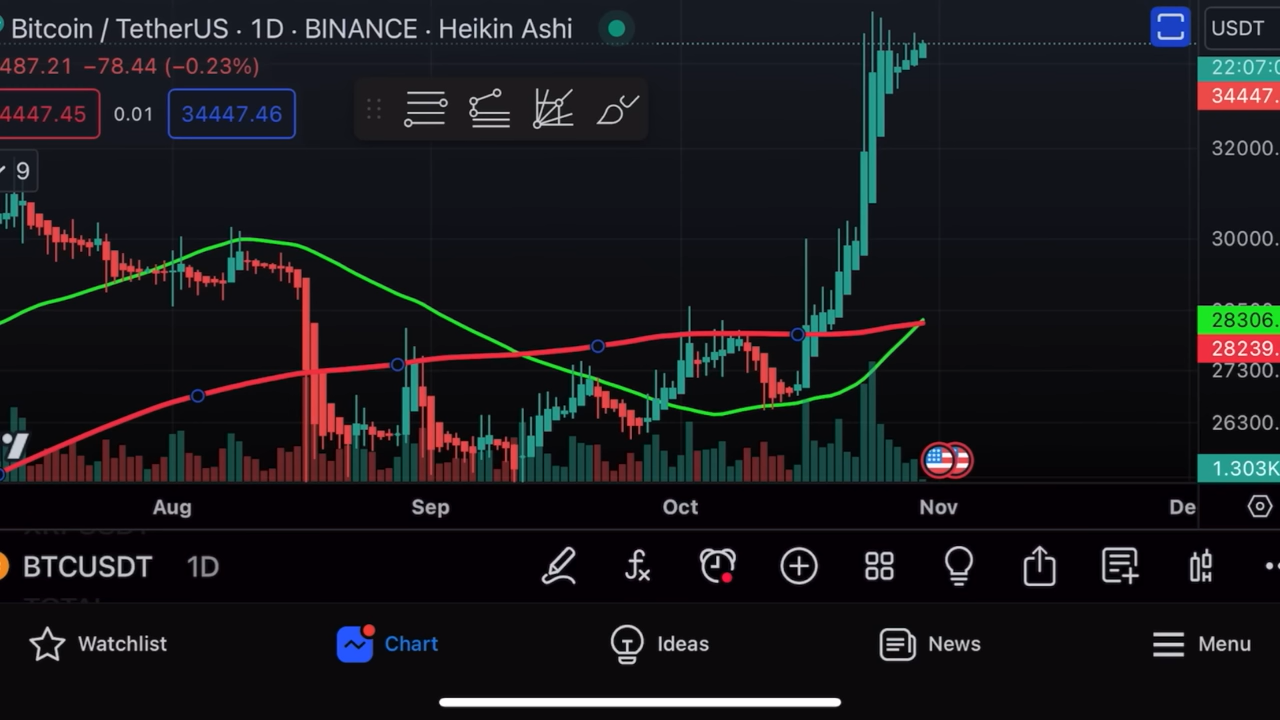 Bitcoin / TetherUS · 1D · BINANCE · Heikin Ashi
USDT
487.21 −78.44 (−0.23%)
22:07:0
34447.
4447.45
0.01
34447.46
32000.
9
30000.
28306.
28239.
27300.
26300.
1.303K
Aug
Sep
Oct
Nov
De
BTCUSDT
1D
Watchlist
Chart
Ideas
News
Menu